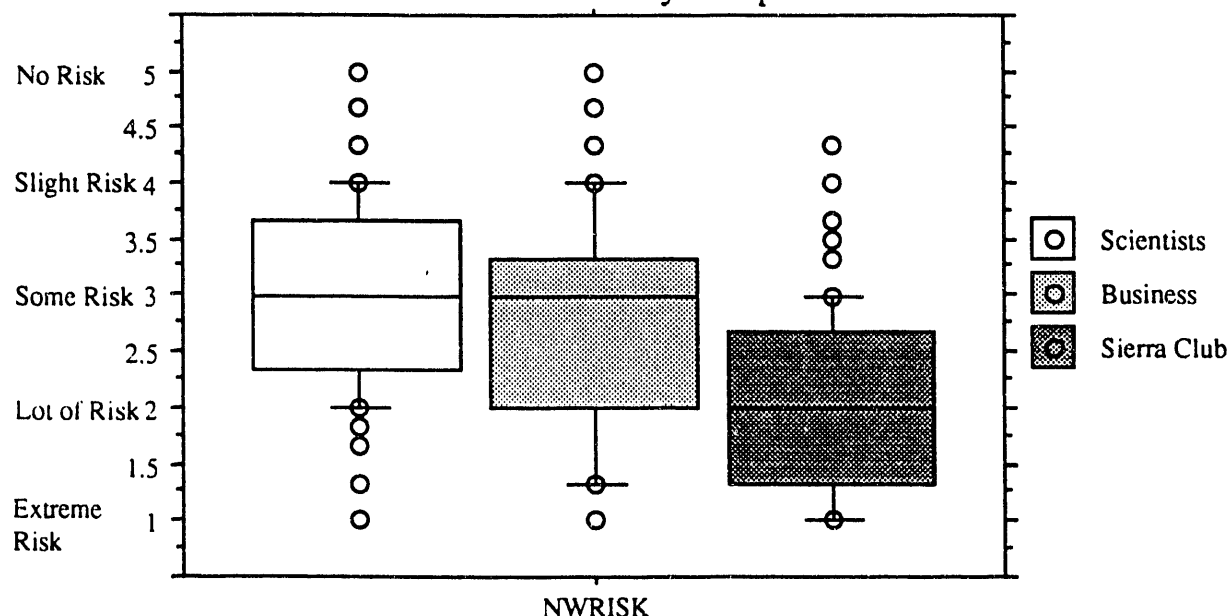 No Risk 5
4.5
Slight Risk 4
3.5
Some Risk 3
2.5
Lot of Risk 2
1.5
Extreme
Risk 1
NWRISK
Scientists
Business
Sierra Club